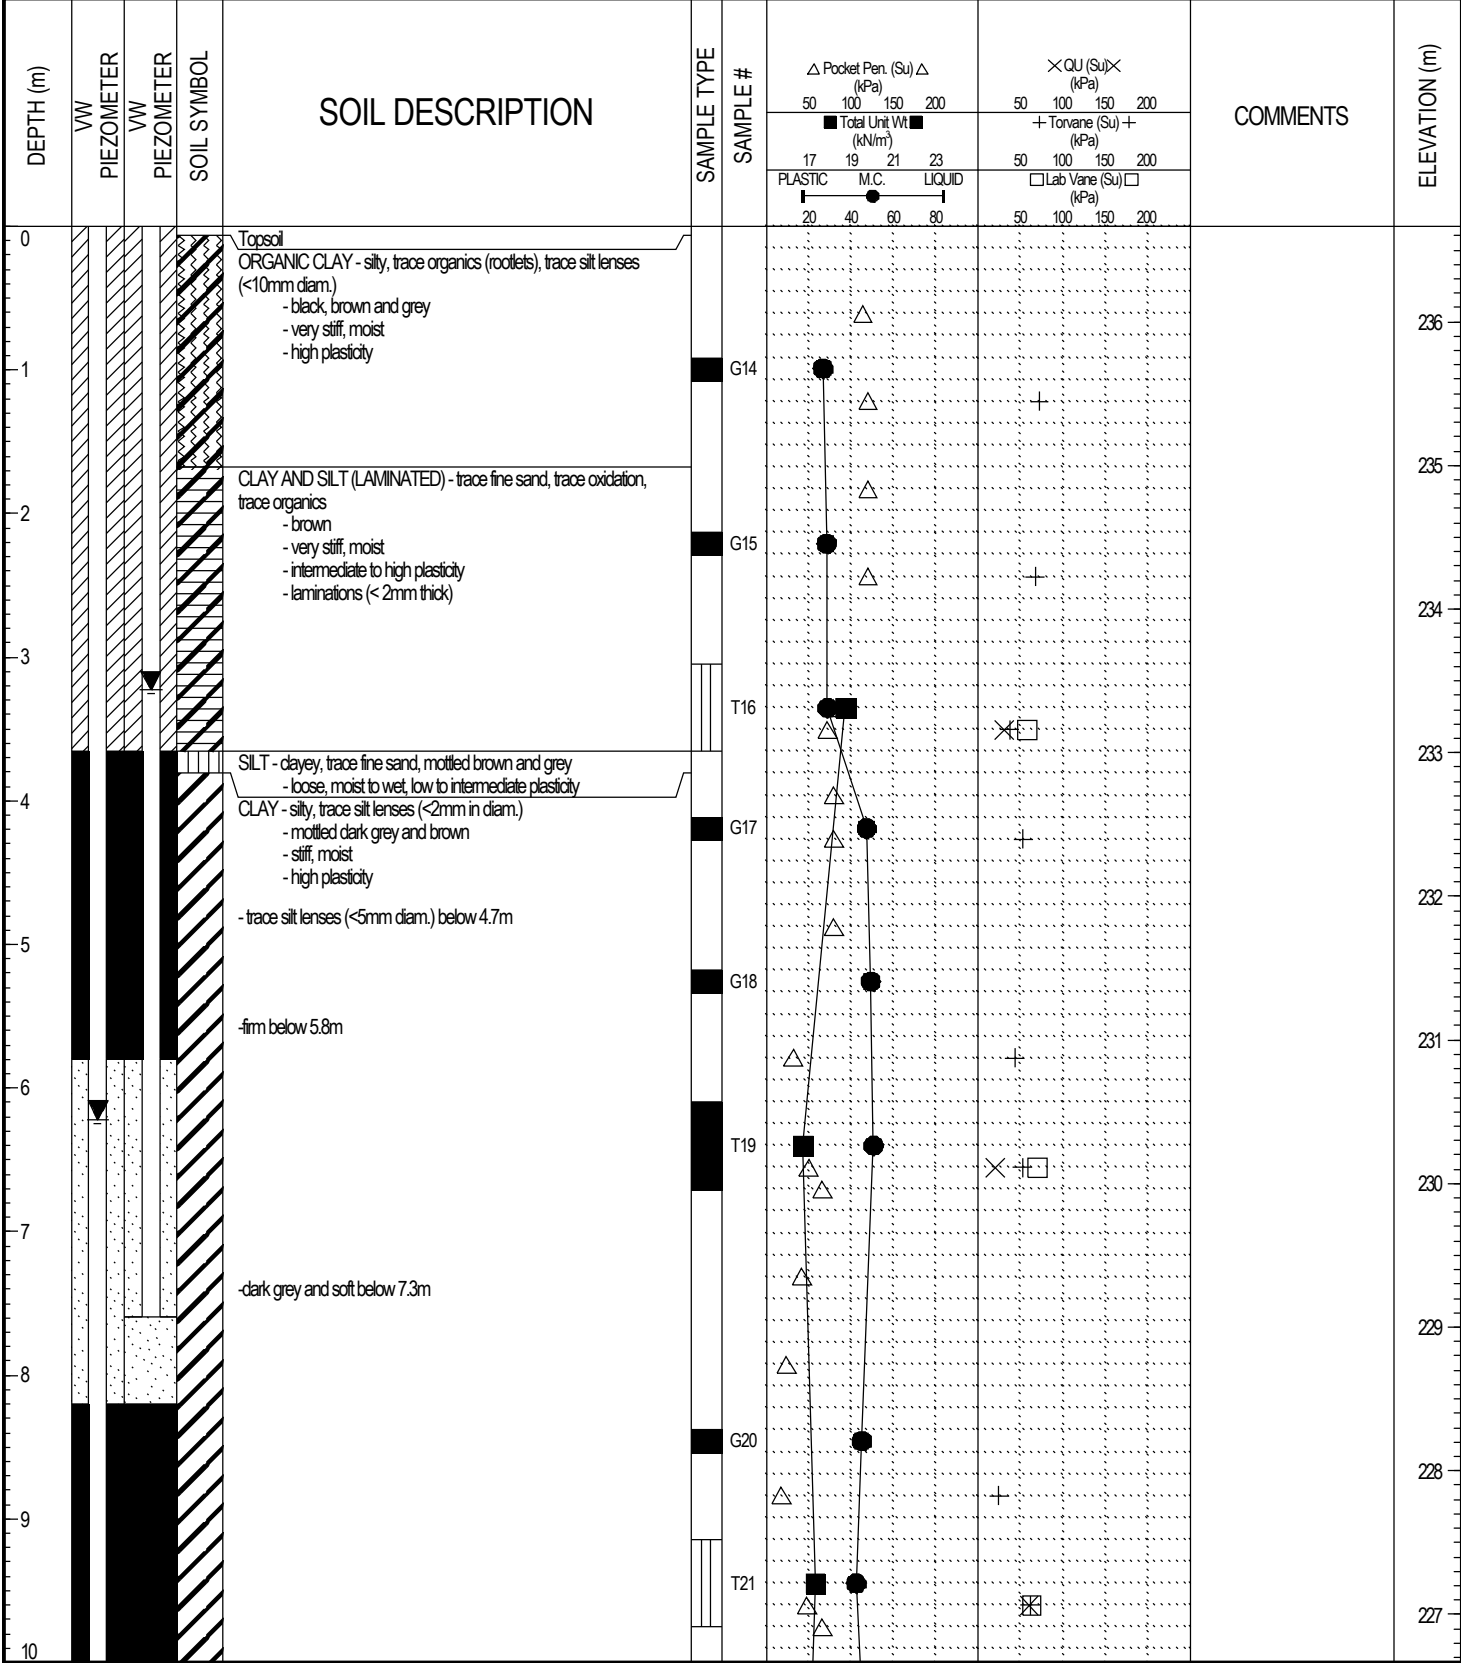 DEPTH (m)
VW PIEZOMETER
VW PIEZOMETER
SOIL SYMBOL
SOIL DESCRIPTION
SAMPLE TYPE
SAMPLE #
△ Pocket Pen. (Su) △
(kPa)
50 100 150 200
■ Total Unit Wt ■
(kN/m³)
17 19 21 23
PLASTIC M.C. LIQUID
20 40 60 80
× QU (Su) ×
(kPa)
50 100 150 200
+ Torvane (Su) +
(kPa)
50 100 150 200
□ Lab Vane (Su) □
(kPa)
50 100 150 200
COMMENTS
ELEVATION (m)
0
Topsoil
ORGANIC CLAY - silty, trace organics (rootlets), trace silt lenses
(<10mm diam.)
- black, brown and grey
236
- very stiff, moist
- high plasticity
1
G14
235
CLAY AND SILT (LAMINATED) - trace fine sand, trace oxidation,
trace organics
2
- brown
- very stiff, moist
G15
- intermediate to high plasticity
- laminations (< 2mm thick)
234
3
T16
233
SILT - clayey, trace fine sand, mottled brown and grey
- loose, moist to wet, low to intermediate plasticity
4
CLAY - silty, trace silt lenses (<2mm in diam.)
- mottled dark grey and brown
G17
- stiff, moist
- high plasticity
232
- trace silt lenses (<5mm diam.) below 4.7m
5
G18
-firm below 5.8m
231
6
T19
230
7
-dark grey and soft below 7.3m
229
8
G20
228
9
T21
227
10